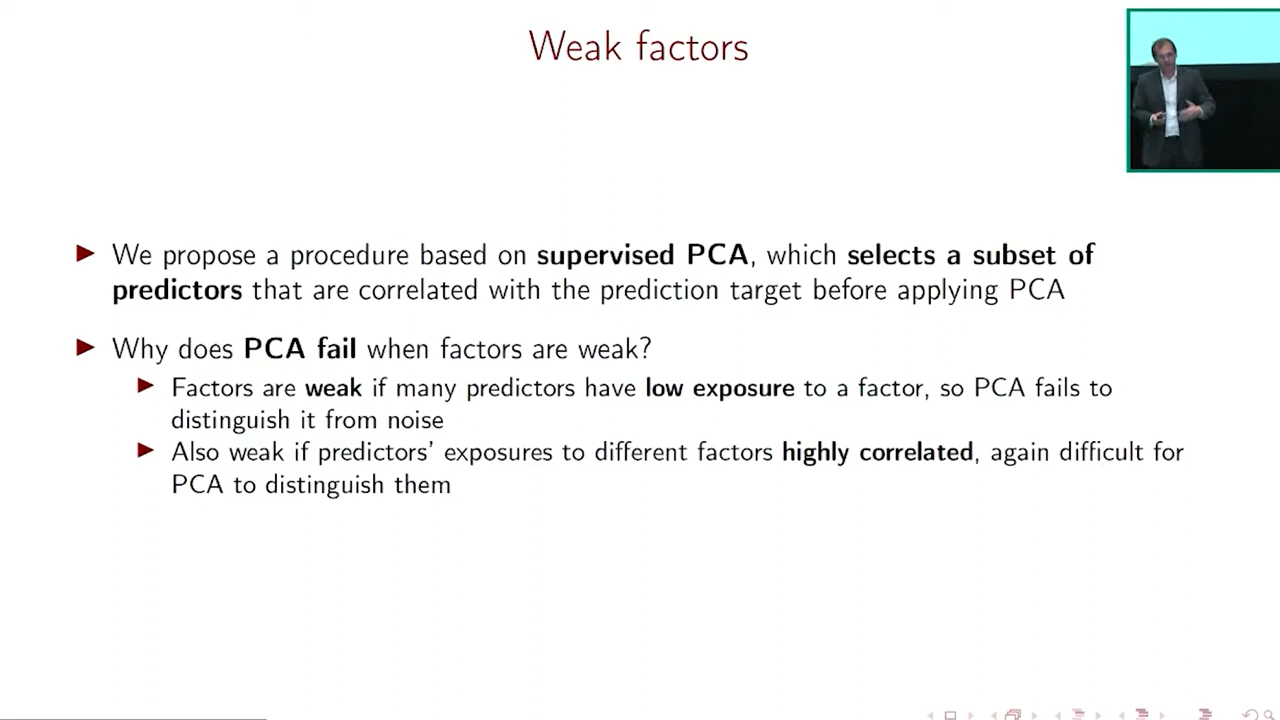 Weak factors
We propose a procedure based on supervised PCA, which selects a subset of
predictors that are correlated with the prediction target before applying PCA
Why does PCA fail when factors are weak?
Factors are weak if many predictors have low exposure to a factor, so PCA fails to
distinguish it from noise
Also weak if predictors' exposures to different factors highly correlated, again difficult for
PCA to distinguish them